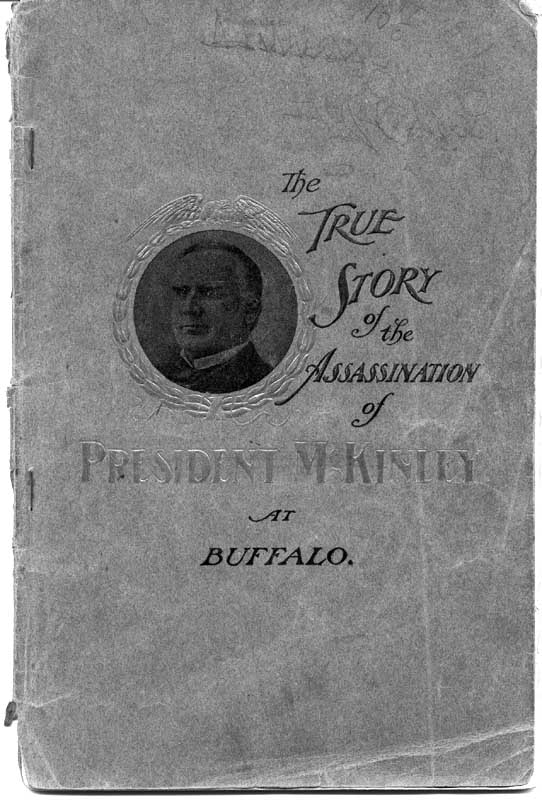 The
TRUE
STORY
of the
ASSASSINATION
of
PRESIDENT McKINLEY
AT
BUFFALO.